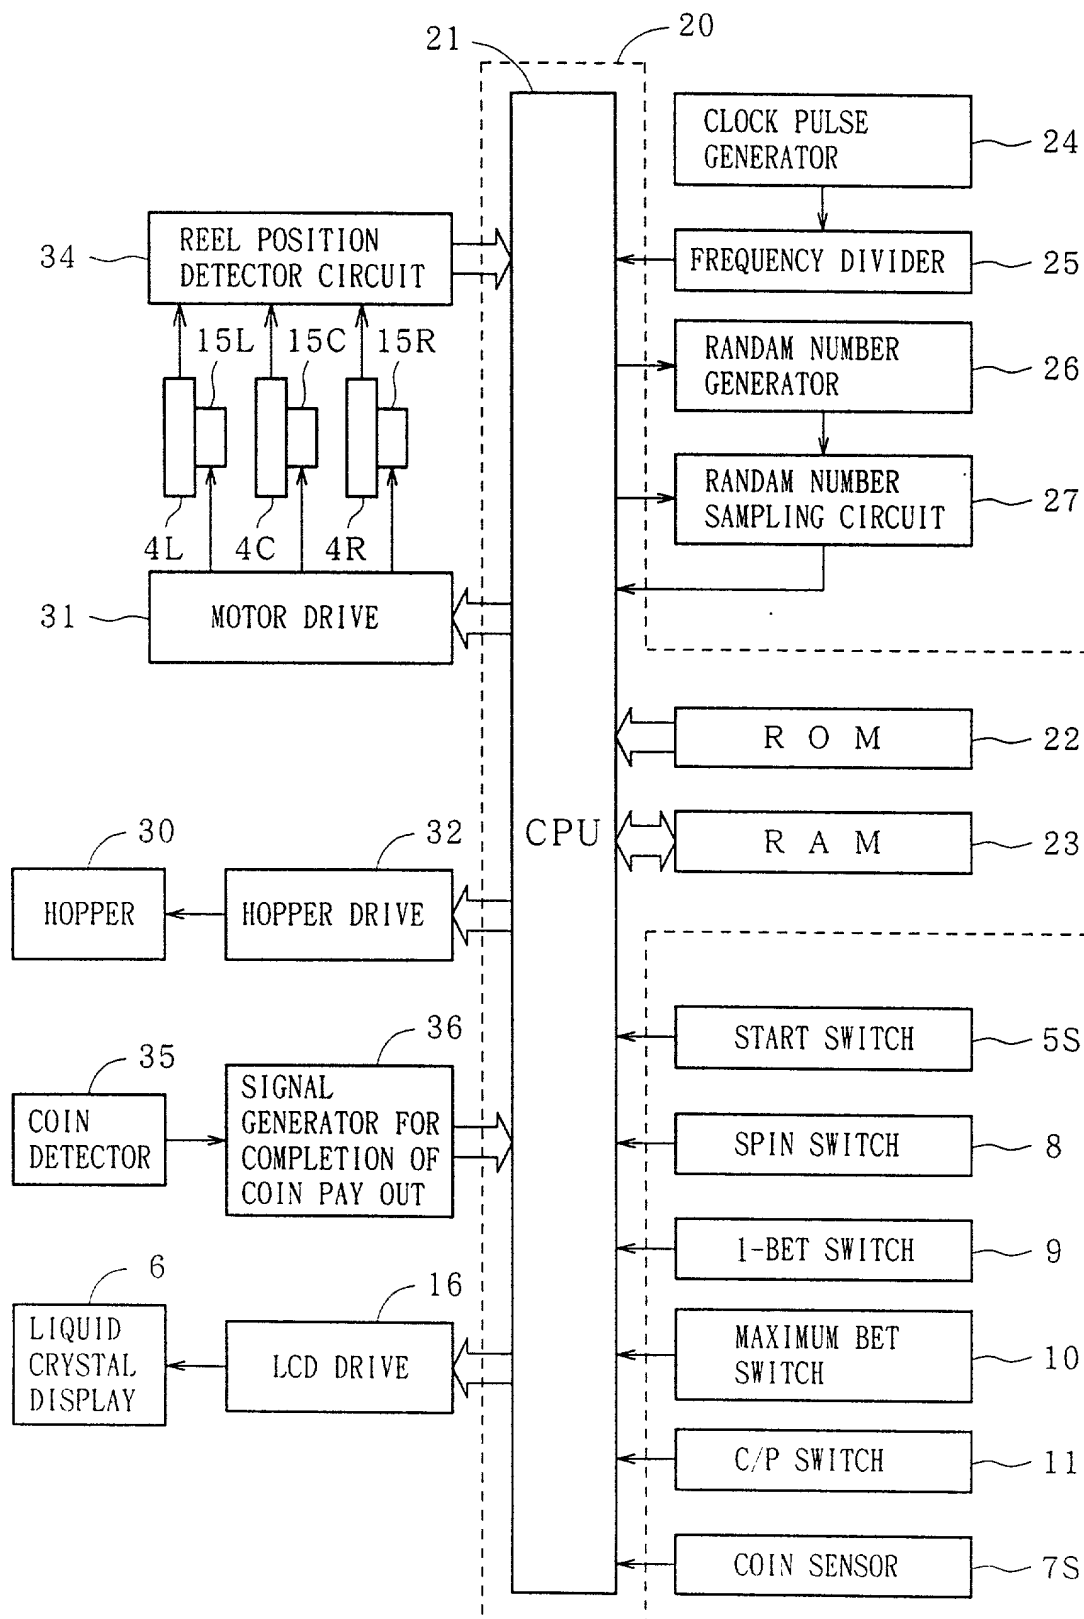 20
21
CLOCK PULSE
GENERATOR
24
REEL POSITION
DETECTOR CIRCUIT
34
FREQUENCY DIVIDER
25
15L
15C
15R
RANDAM NUMBER
GENERATOR
26
RANDAM NUMBER
SAMPLING CIRCUIT
27
4L
4C
4R
MOTOR DRIVE
31
ROM
22
CPU
RAM
23
30
32
HOPPER
HOPPER DRIVE
START SWITCH
5S
35
36
COIN
DETECTOR
SIGNAL
GENERATOR FOR
COMPLETION OF
COIN PAY OUT
SPIN SWITCH
8
1-BET SWITCH
9
6
16
LIQUID
CRYSTAL
DISPLAY
LCD DRIVE
MAXIMUM BET
SWITCH
10
C/P SWITCH
11
COIN SENSOR
7S